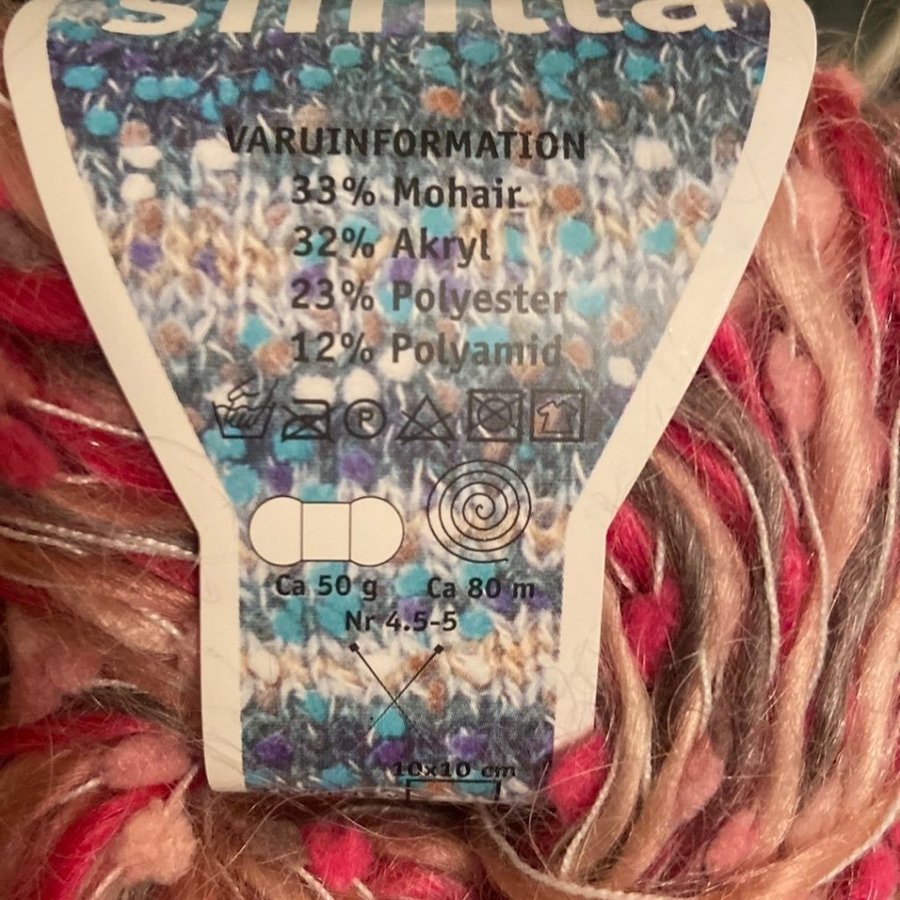 VARUINFORMATION
33% Mohair
32% Akryl
23% Polyester
12% Polyamid
P
Ca 50 g Ca 80 m
Nr 4.5-5
10x10 cm